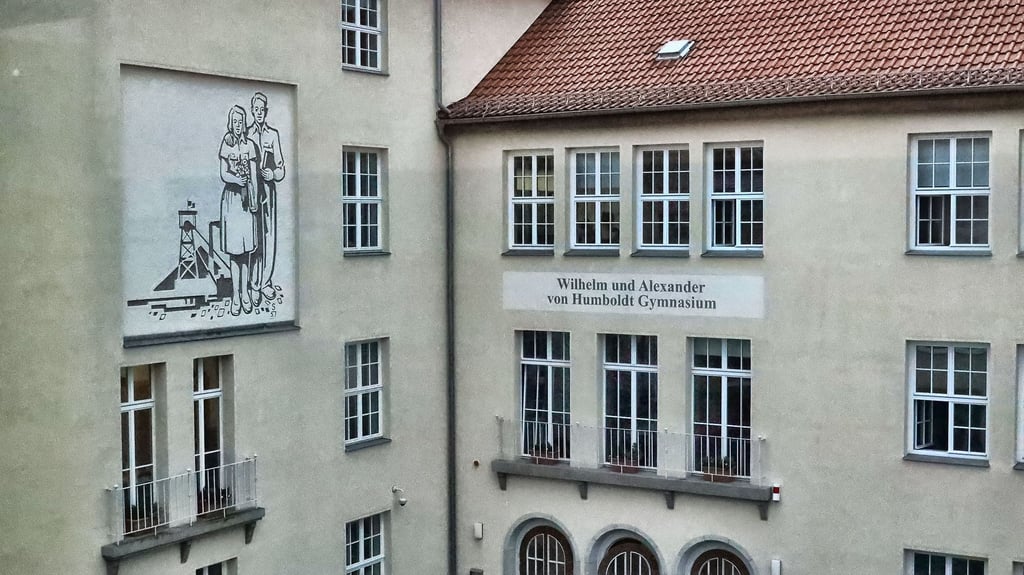 Wilhelm und Alexander
von Humboldt Gymnasium